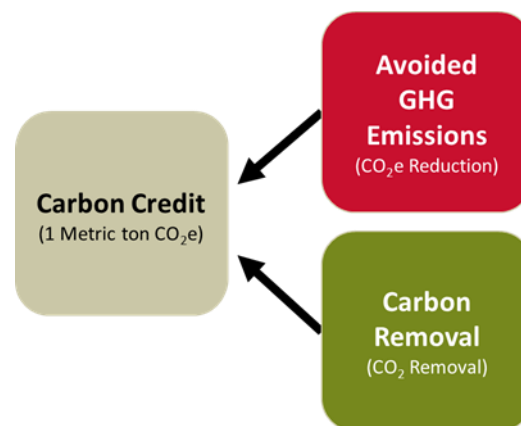 Carbon Credit
(1 Metric ton CO₂e)
Avoided
GHG
Emissions
(CO₂e Reduction)
Carbon
Removal
(CO₂ Removal)